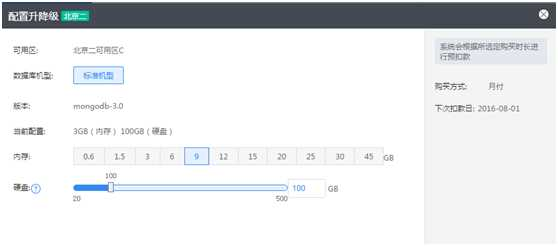 配置升降级 北京二
可用区: 北京二可用区C
数据库机型: 标准机型
版本: mongodb-3.0
当前配置: 3GB（内存） 100GB（硬盘）
内存: 0.6 1.5 3 6 9 12 15 20 25 30 45 GB
100
硬盘: ? 100 GB
20 500
系统会根据所选定购买时长进
行预扣款
购买方式: 月付
下次扣款日: 2016-08-01